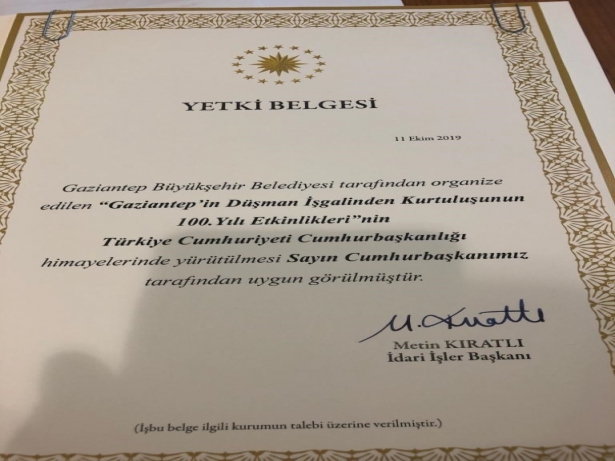 YETKİ BELGESİ
11 Ekim 2019
Gaziantep Büyükşehir Belediyesi tarafından organize
edilen “Gaziantep’in Düşman İşgalinden Kurtuluşunun
100.Yılı Etkinlikleri”nin
Türkiye Cumhuriyeti Cumhurbaşkanlığı
himayelerinde yürütülmesi Sayın Cumhurbaşkanımız
tarafından uygun görülmüştür.
M. Kıratlı
Metin KIRATLI
İdari İşler Başkanı
(İşbu belge ilgili kurumun talebi üzerine verilmiştir.)